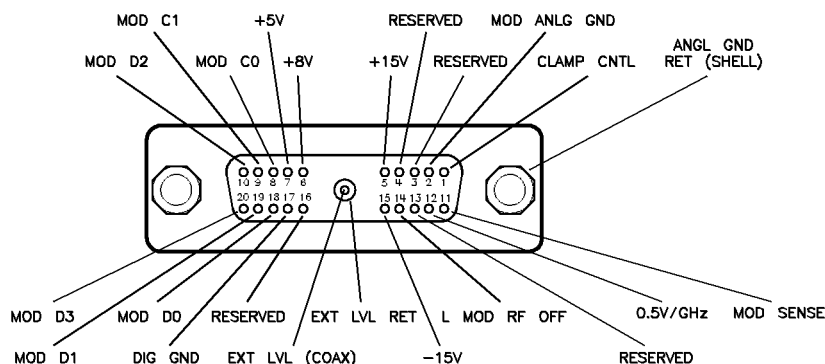 MOD C1 +5V RESERVED MOD ANLG GND
ANGL GND
MOD D2 MOD C0 +8V +15V RESERVED CLAMP CNTL RET (SHELL)
10 9 8 7 6 5 4 3 2 1
20 19 18 17 16 15 14 13 12 11
MOD D3 MOD D0 RESERVED EXT LVL RET L MOD RF OFF 0.5V/GHz MOD SENSE
MOD D1 DIG GND EXT LVL (COAX) -15V RESERVED